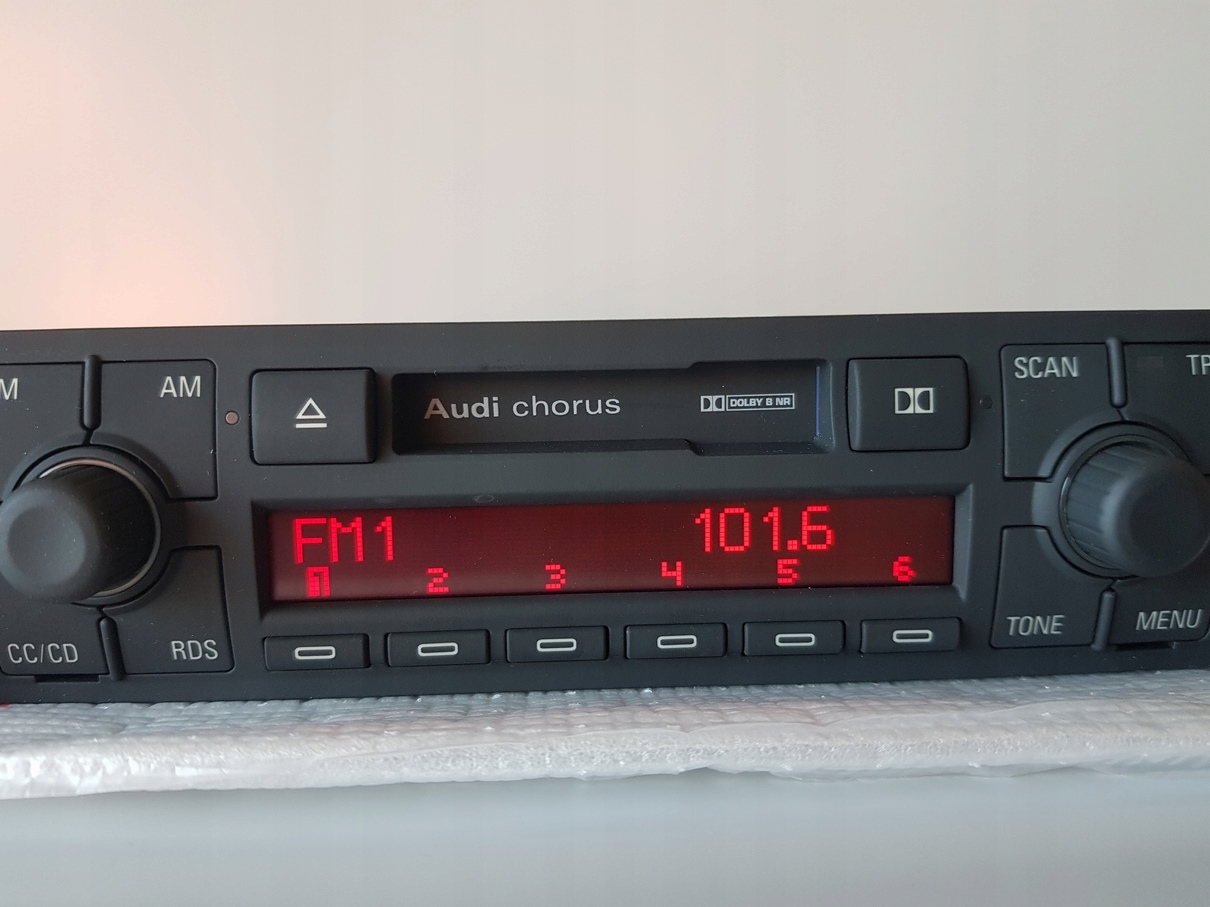 M
AM
Audi chorus
DOLBY B NR
SCAN
TP
FM1
101.6
1 2 3 4 5 6
CC/CD
RDS
TONE
MENU